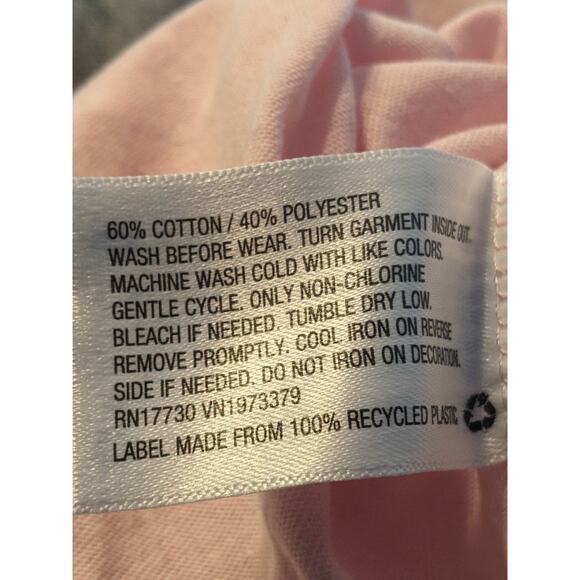 60% COTTON / 40% POLYESTER
WASH BEFORE WEAR. TURN GARMENT INSIDE OUT.
MACHINE WASH COLD WITH LIKE COLORS.
GENTLE CYCLE. ONLY NON-CHLORINE
BLEACH IF NEEDED. TUMBLE DRY LOW.
REMOVE PROMPTLY. COOL IRON ON REVERSE
SIDE IF NEEDED. DO NOT IRON ON DECORATION.
RN17730 VN1973379
LABEL MADE FROM 100% RECYCLED PLASTIC